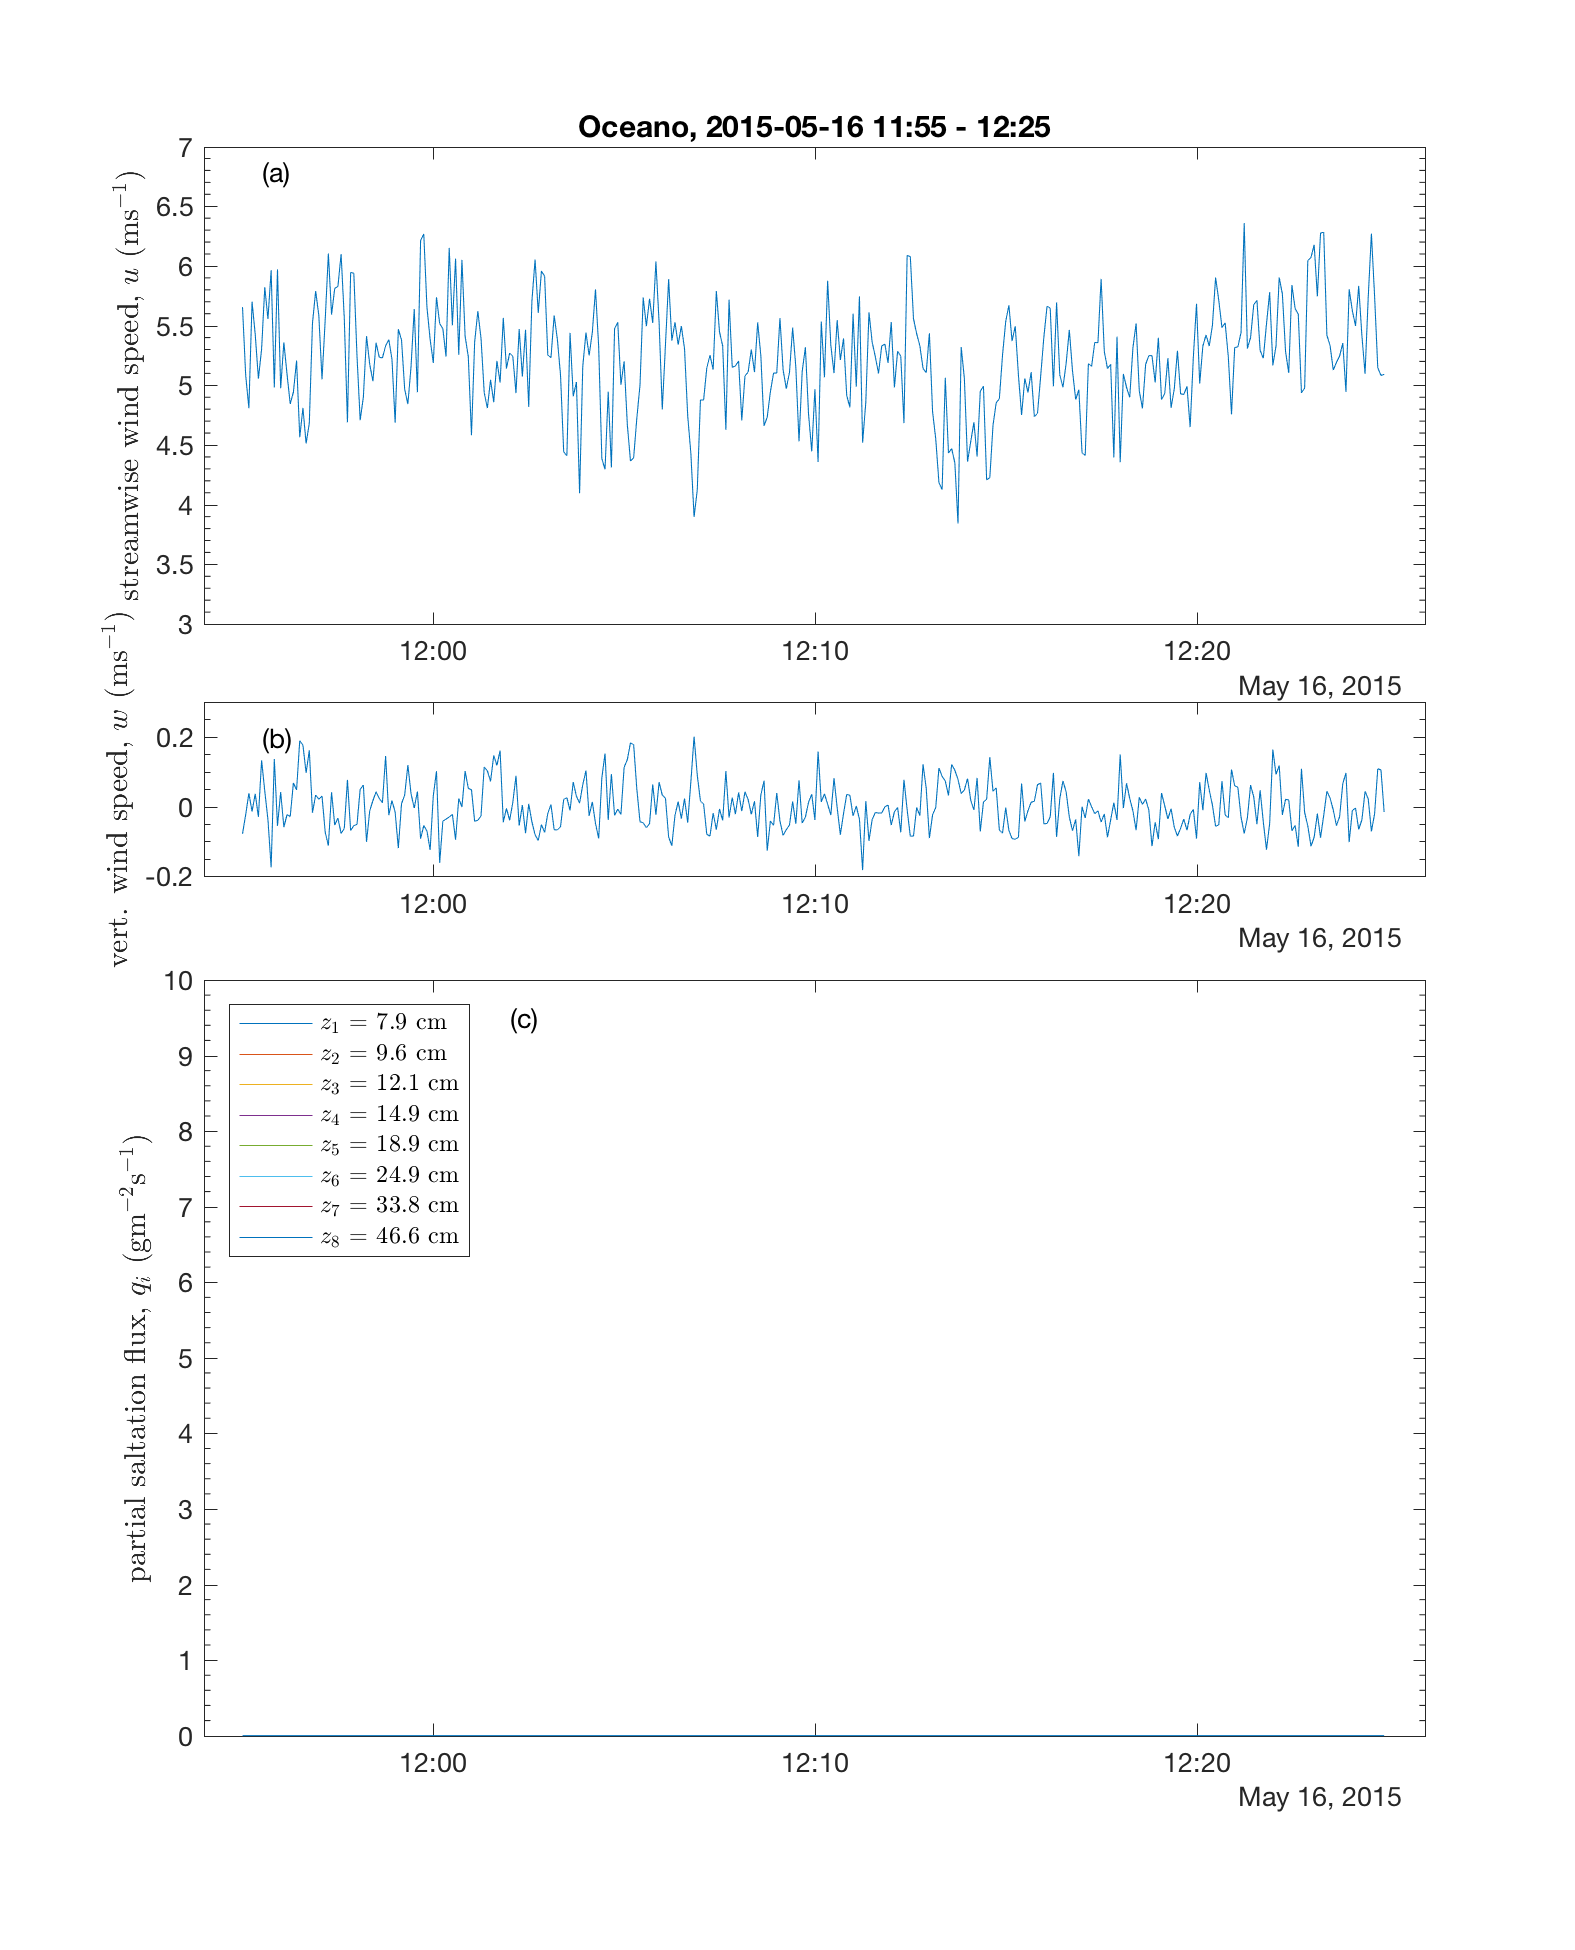 Oceano, 2015-05-16 11:55 - 12:25
(a)
streamwise wind speed, u (ms⁻¹)
7
6.5
6
5.5
5
4.5
4
3.5
3
12:00 12:10 12:20
May 16, 2015
(b)
vert. wind speed, w (ms⁻¹)
0.2
0
-0.2
12:00 12:10 12:20
May 16, 2015
(c)
partial saltation flux, qᵢ (gm⁻²s⁻¹)
10
9
8
7
6
5
4
3
2
1
0
z₁ = 7.9 cm
z₂ = 9.6 cm
z₃ = 12.1 cm
z₄ = 14.9 cm
z₅ = 18.9 cm
z₆ = 24.9 cm
z₇ = 33.8 cm
z₈ = 46.6 cm
12:00 12:10 12:20
May 16, 2015